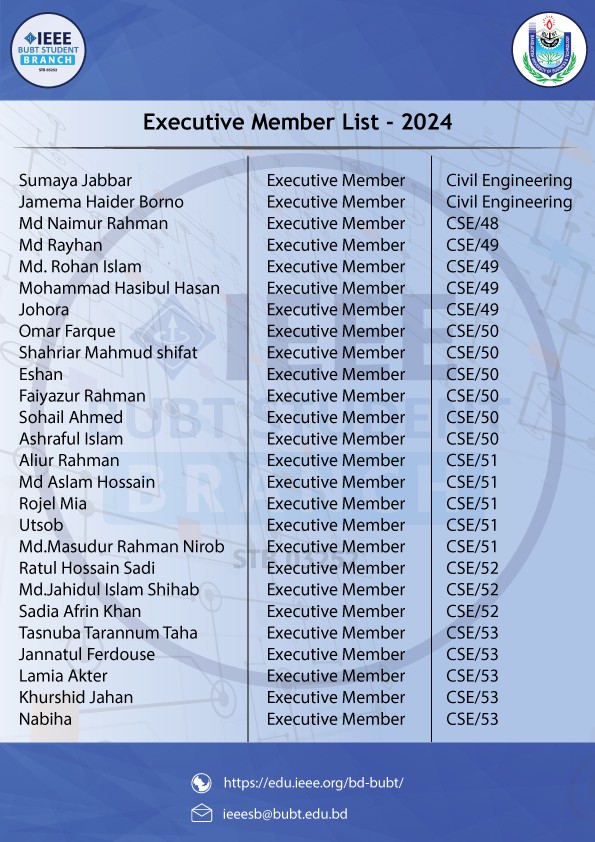 IEEE
BUBT STUDENT
BRANCH
STB 03252
Executive Member List - 2024
Sumaya Jabbar Executive Member Civil Engineering
Jamema Haider Borno Executive Member Civil Engineering
Md Naimur Rahman Executive Member CSE/48
Md Rayhan Executive Member CSE/49
Md. Rohan Islam Executive Member CSE/49
Mohammad Hasibul Hasan Executive Member CSE/49
Johora Executive Member CSE/49
Omar Farque Executive Member CSE/50
Shahriar Mahmud shifat Executive Member CSE/50
Eshan Executive Member CSE/50
Faiyazur Rahman Executive Member CSE/50
Sohail Ahmed Executive Member CSE/50
Ashraful Islam Executive Member CSE/50
Aliur Rahman Executive Member CSE/51
Md Aslam Hossain Executive Member CSE/51
Rojel Mia Executive Member CSE/51
Utsob Executive Member CSE/51
Md.Masudur Rahman Nirob Executive Member CSE/51
Ratul Hossain Sadi Executive Member CSE/52
Md.Jahidul Islam Shihab Executive Member CSE/52
Sadia Afrin Khan Executive Member CSE/52
Tasnuba Tarannum Taha Executive Member CSE/53
Jannatul Ferdouse Executive Member CSE/53
Lamia Akter Executive Member CSE/53
Khurshid Jahan Executive Member CSE/53
Nabiha Executive Member CSE/53
IEEE
BUBT STUDENT
BRANCH
STB 03252
https://edu.ieee.org/bd-bubt/
ieeesb@bubt.edu.bd